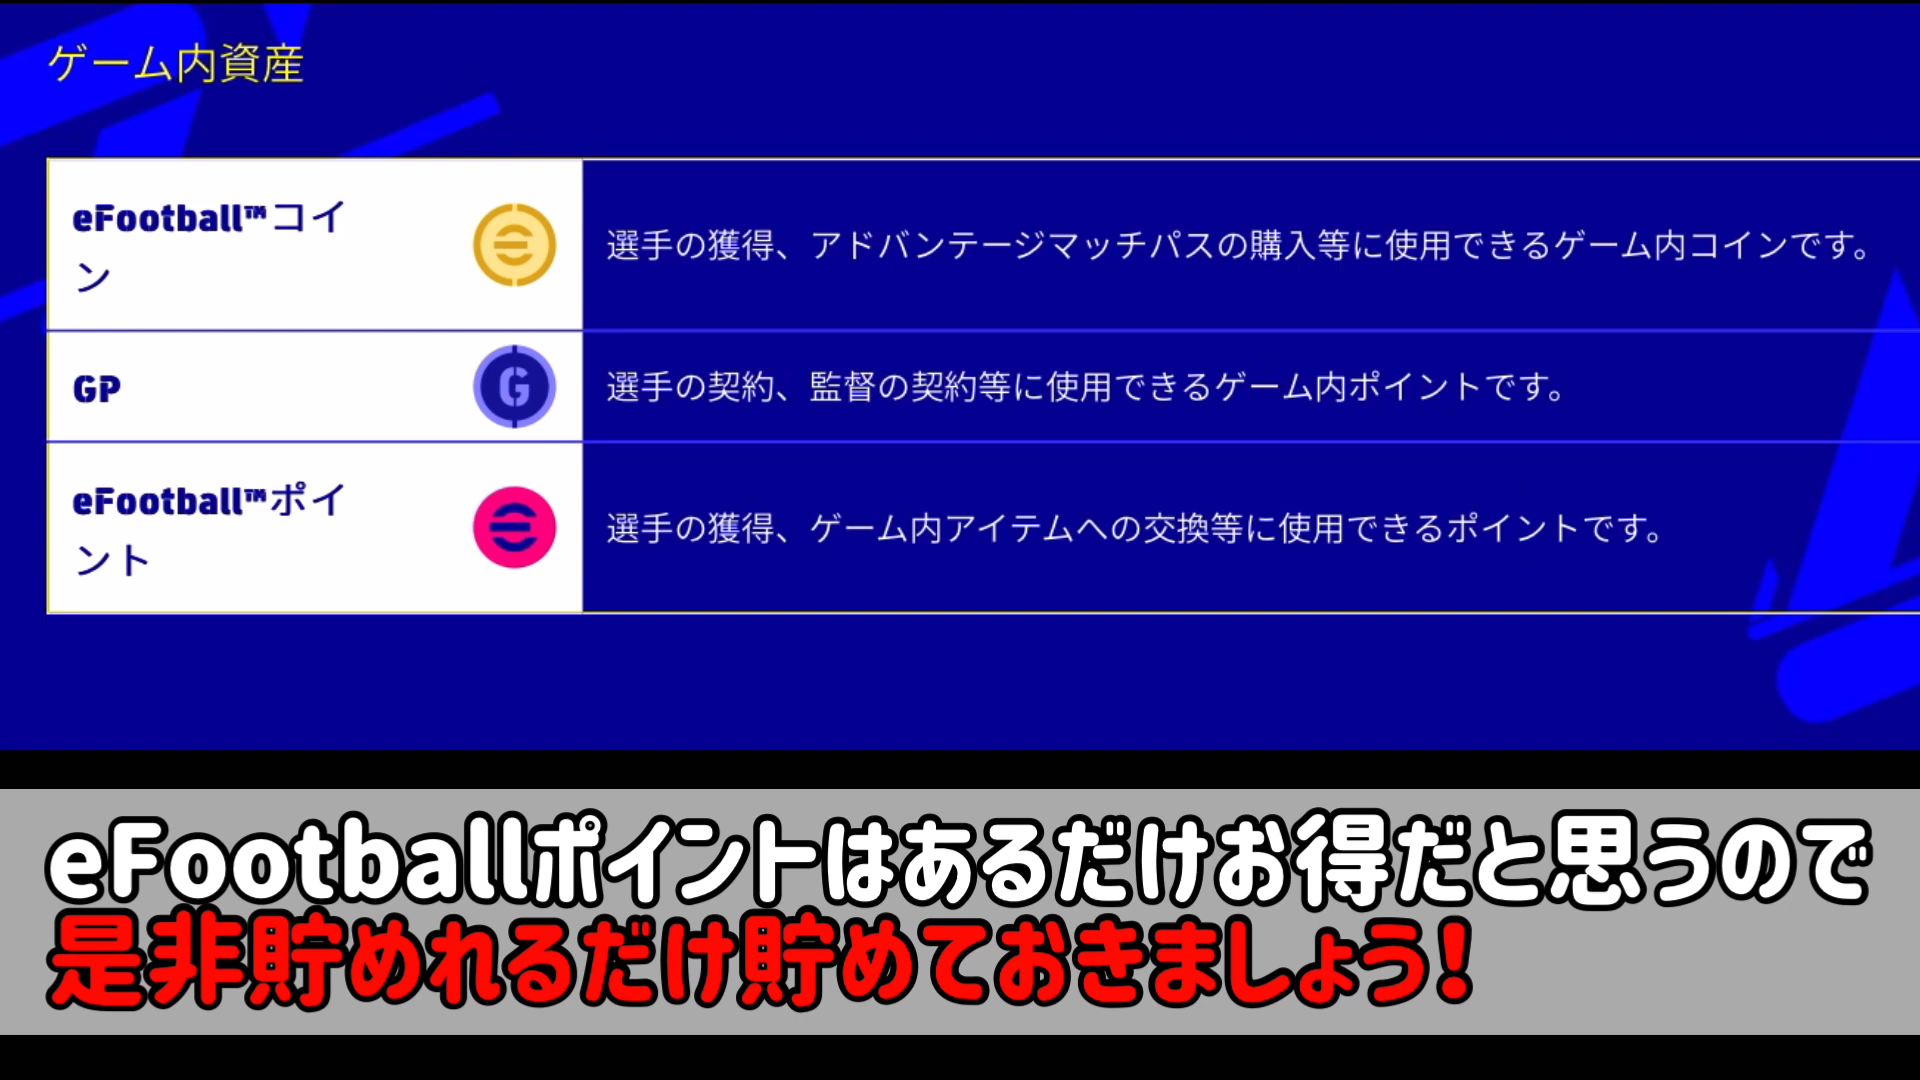 ゲーム内資産
eFootball™コイ
ン
選手の獲得、アドバンテージマッチパスの購入等に使用できるゲーム内コインです。
GP
G
選手の契約、監督の契約等に使用できるゲーム内ポイントです。
eFootball™ポイ
ント
選手の獲得、ゲーム内アイテムへの交換等に使用できるポイントです。
eFootballポイントはあるだけお得だと思うので
是非貯めれるだけ貯めておきましょう!